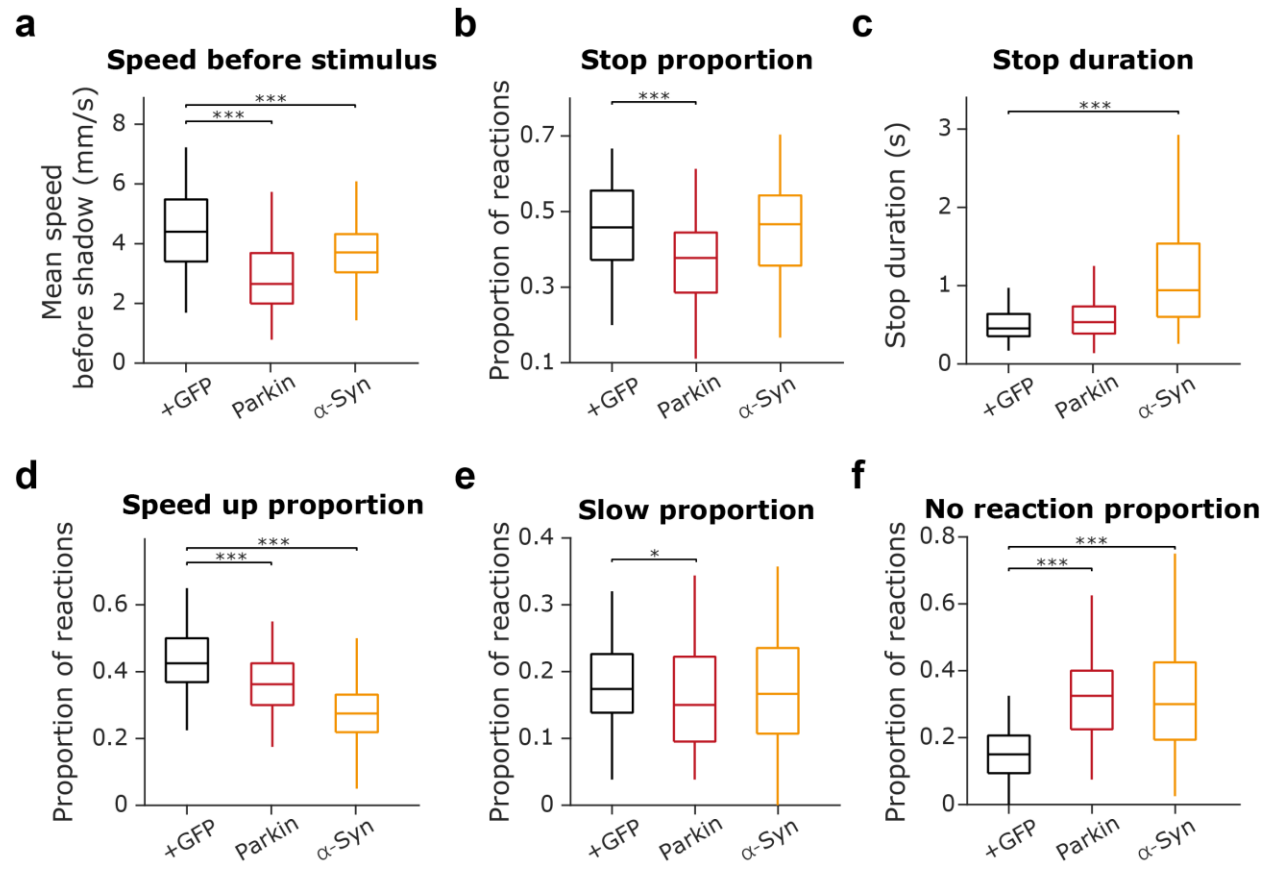 a
Speed before stimulus
Mean speed
before shadow (mm/s)
8
6
4
2
0
***
***
+GFP
Parkin
α-Syn
b
Stop proportion
Proportion of reactions
0.7
0.5
0.3
0.1
***
+GFP
Parkin
α-Syn
c
Stop duration
Stop duration (s)
3
2
1
0
***
+GFP
Parkin
α-Syn
d
Speed up proportion
Proportion of reactions
0.6
0.4
0.2
0
***
***
+GFP
Parkin
α-Syn
e
Slow proportion
Proportion of reactions
0.4
0.3
0.2
0.1
0
*
+GFP
Parkin
α-Syn
f
No reaction proportion
Proportion of reactions
0.8
0.6
0.4
0.2
0
***
***
+GFP
Parkin
α-Syn